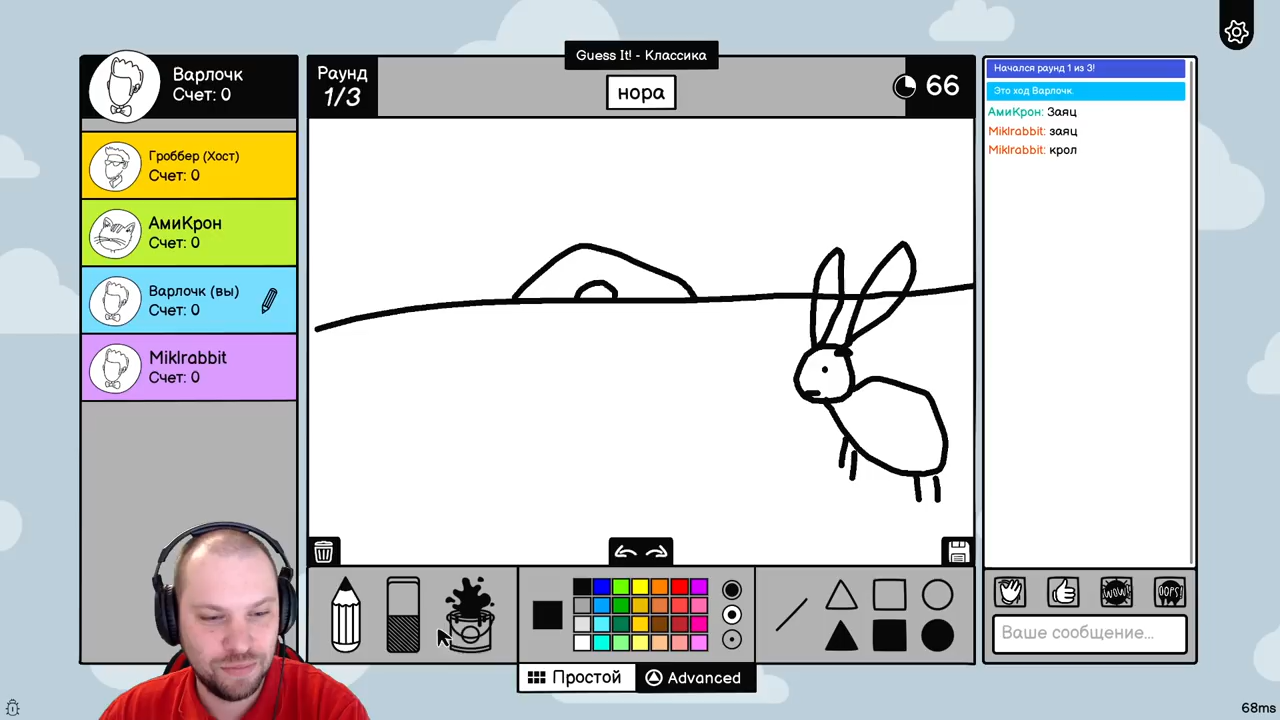 Guess It! - Классика
Варлочк
Счет: 0
Раунд
1/3
нора
66
Гроббер (Хост)
Счет: 0
АмиКрон
Счет: 0
Варлочк (вы)
Счет: 0
Miklrabbit
Счет: 0
Начался раунд 1 из 3!
Это ход Варлочк.
АмиКрон: Заяц
Miklrabbit: заяц
Miklrabbit: крол
WOW!
OOPS!
Ваше сообщение...
Простой
Advanced
68ms